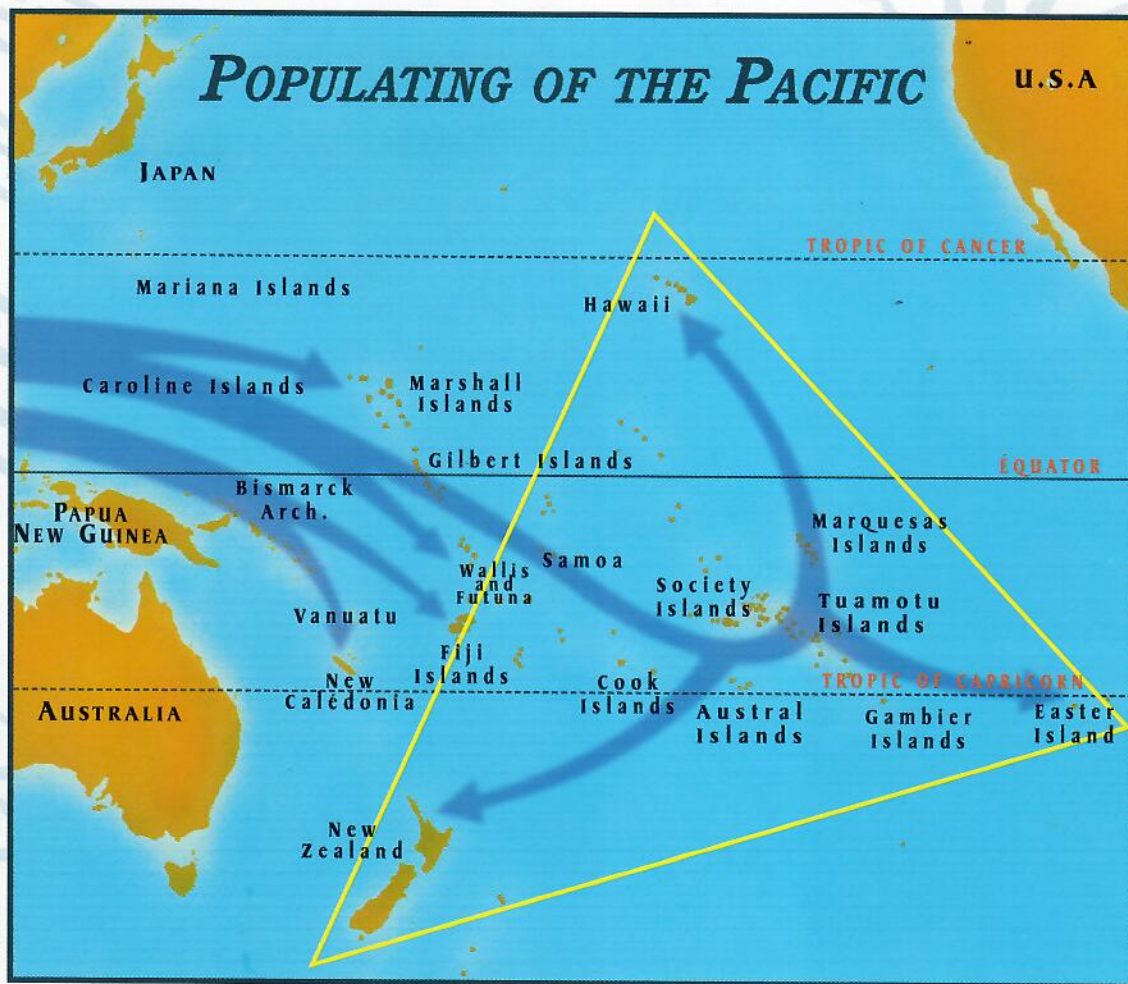 POPULATING OF THE PACIFIC
U.S.A
JAPAN
TROPIC OF CANCER
Mariana Islands
Hawaii
Caroline Islands
Marshall
Islands
Gilbert Islands
ÉQUATOR
Bismarck
Arch.
PAPUA
NEW GUINEA
Marquesas
Islands
Samoa
Wallis
and
Futuna
Society
Islands
Tuamotu
Islands
Vanuatu
Fiji
Islands
New
Calédonia
Cook
Islands
TROPIC OF CAPRICORN
AUSTRALIA
Austral
Islands
Gambier
Islands
Easter
Island
New
Zealand